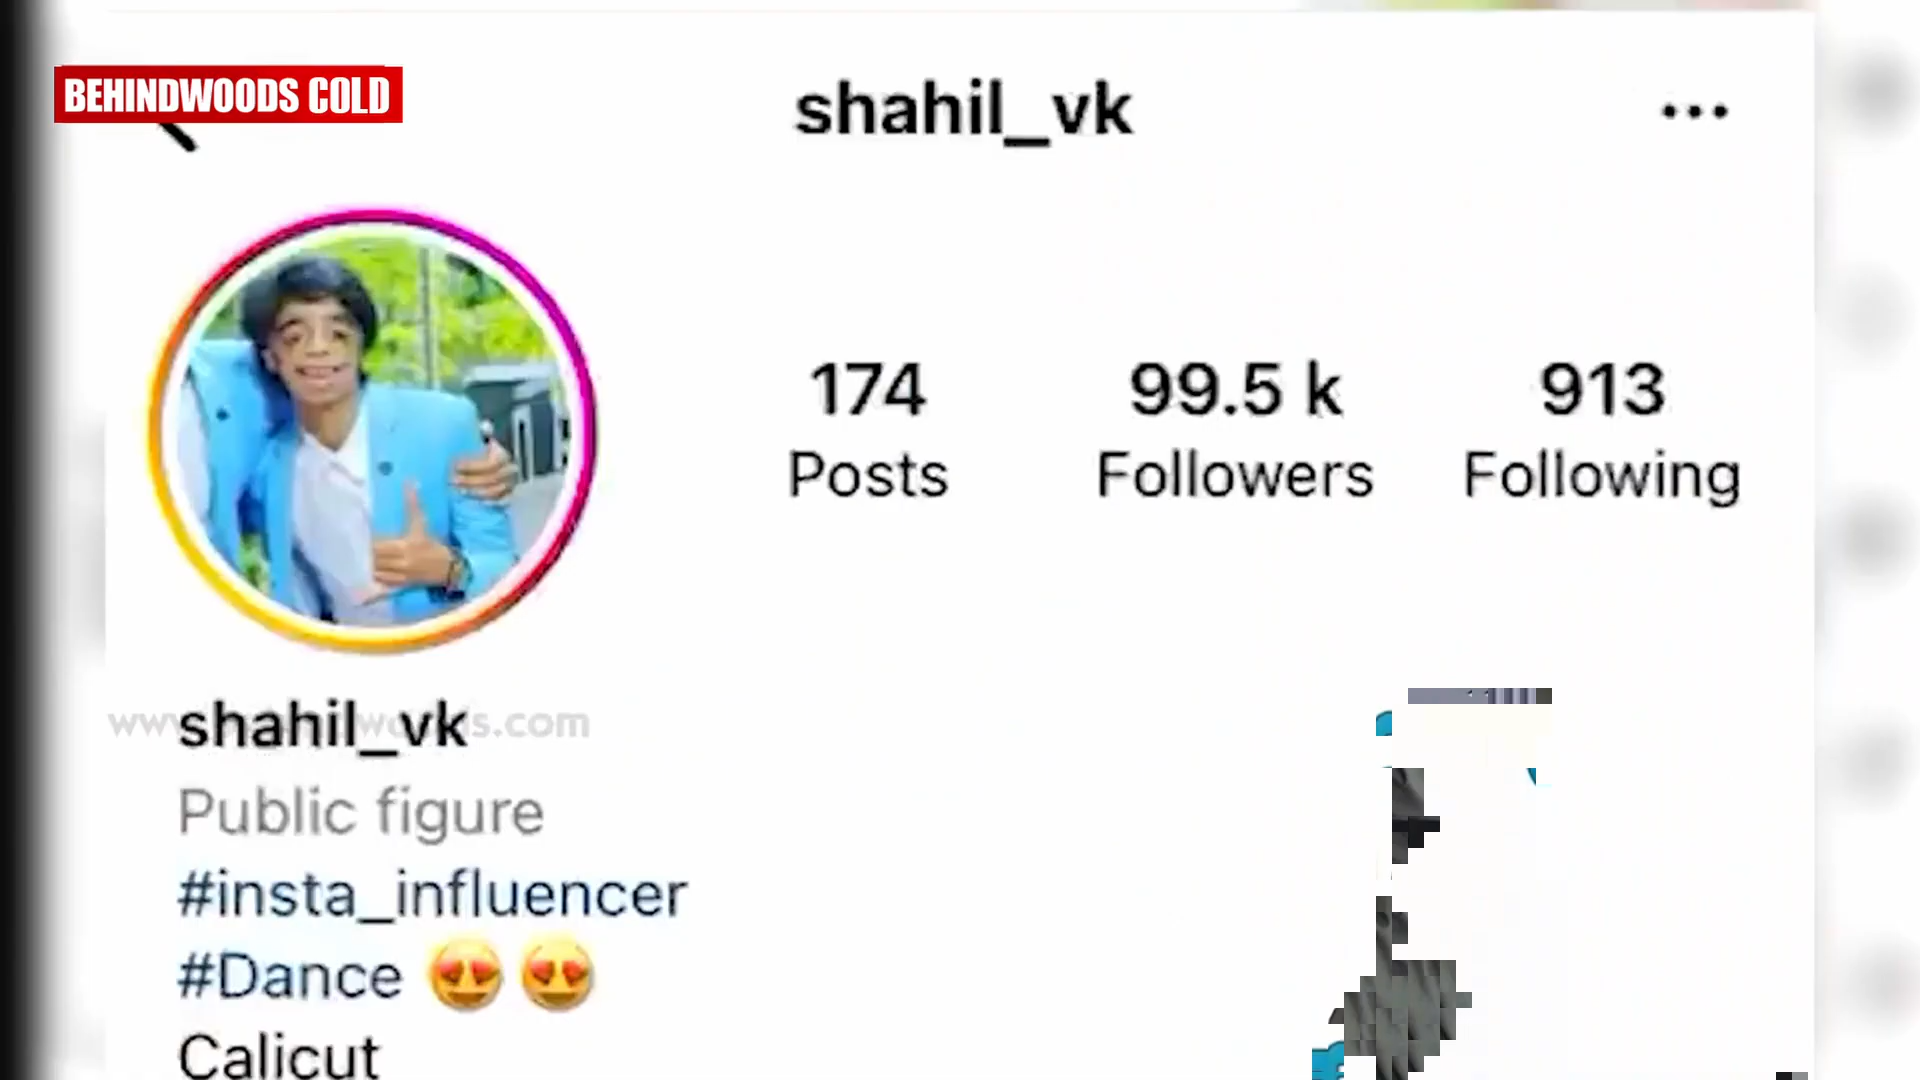 BEHINDWOODS COLD
shahil_vk
174
Posts
99.5 k
Followers
913
Following
shahil_vk
Public figure
#insta_influencer
#Dance 😍 😍
Calicut